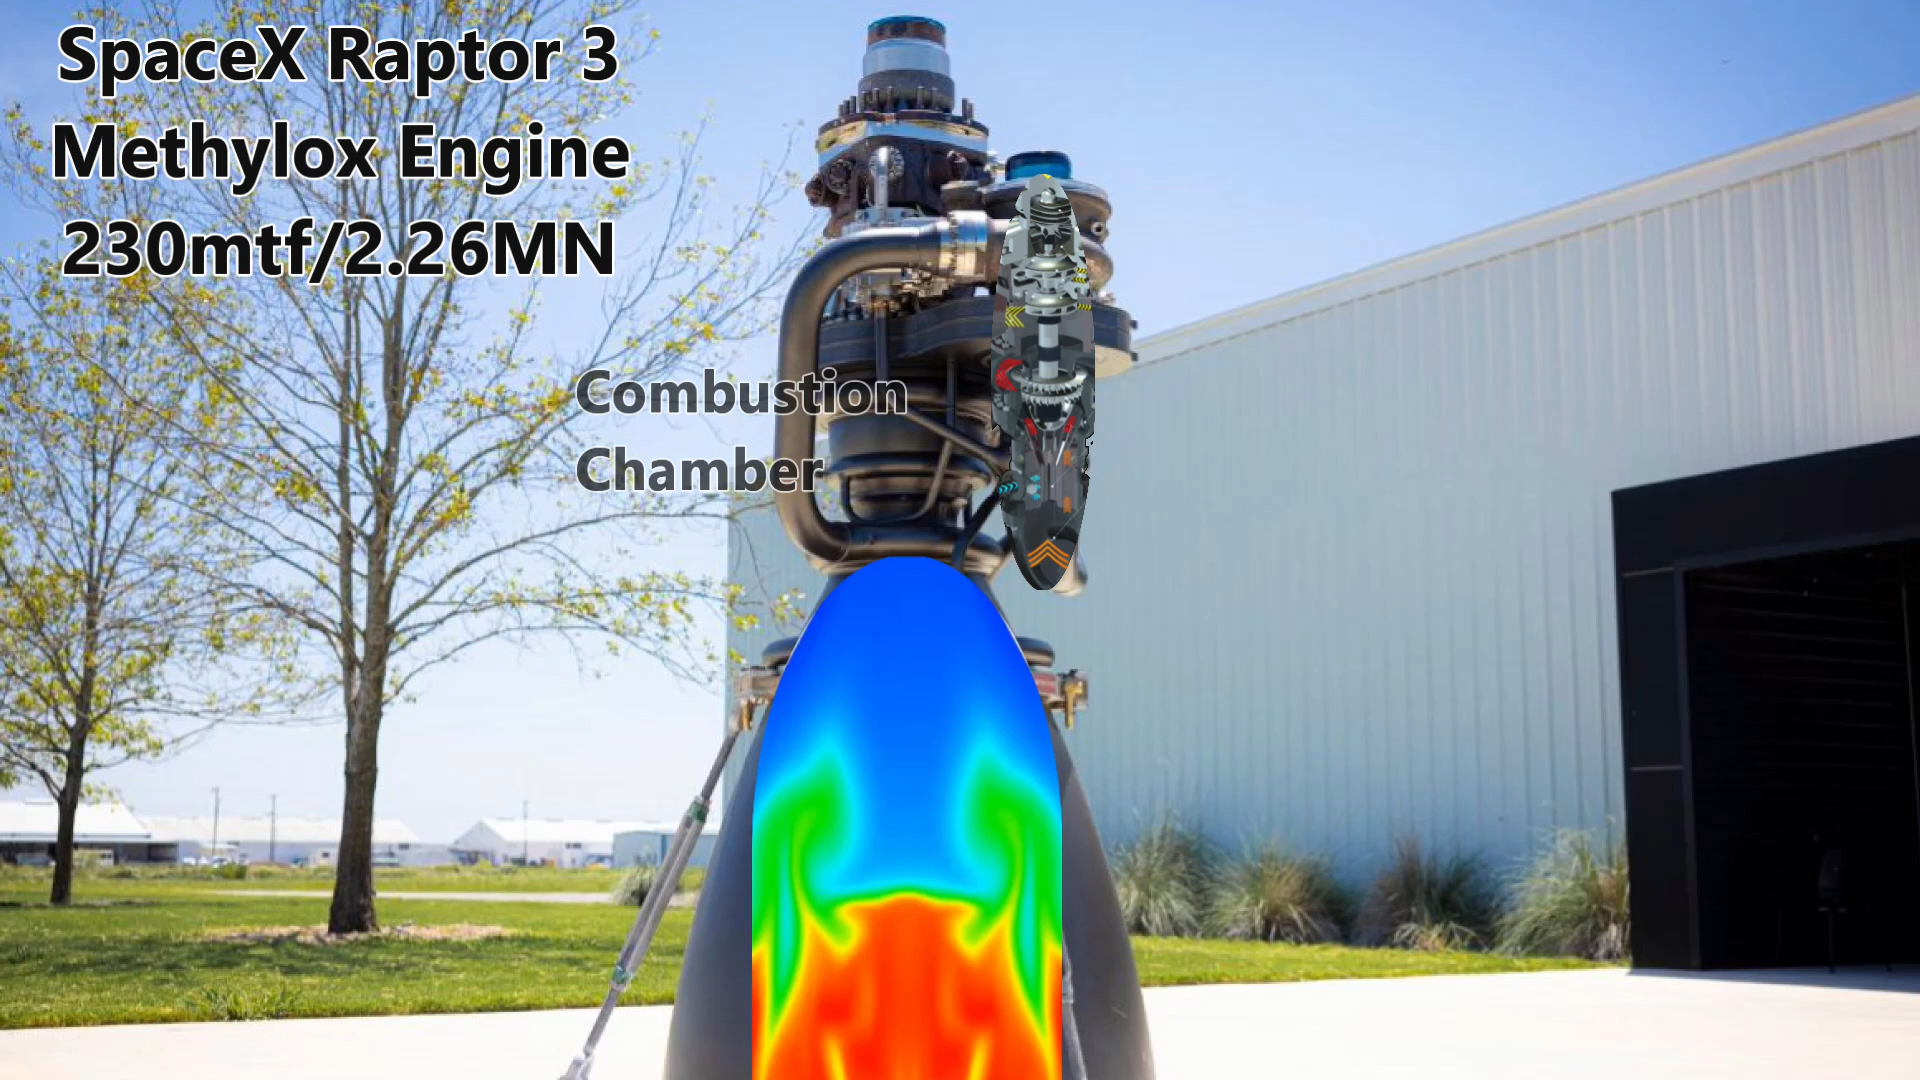 SpaceX Raptor 3
Methylox Engine
230mtf/2.26MN
Combustion
Chamber